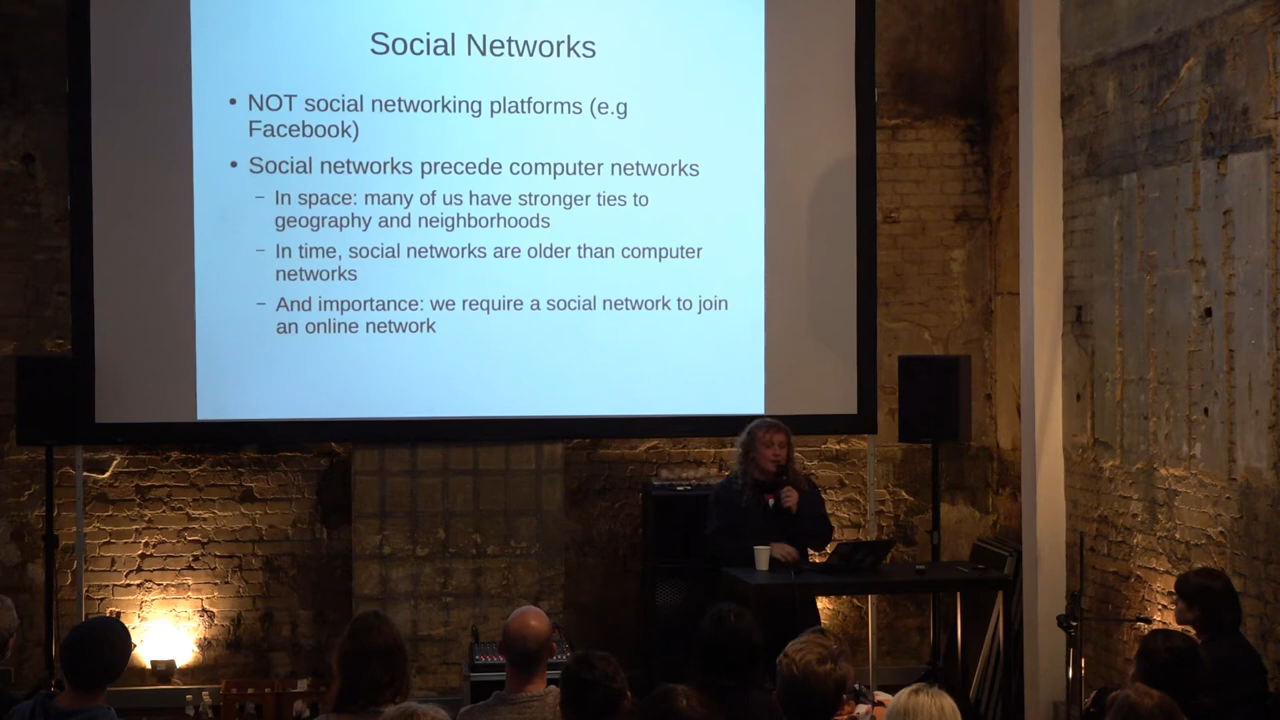 Social Networks
• NOT social networking platforms (e.g
Facebook)
• Social networks precede computer networks
– In space: many of us have stronger ties to
geography and neighborhoods
– In time, social networks are older than computer
networks
– And importance: we require a social network to join
an online network